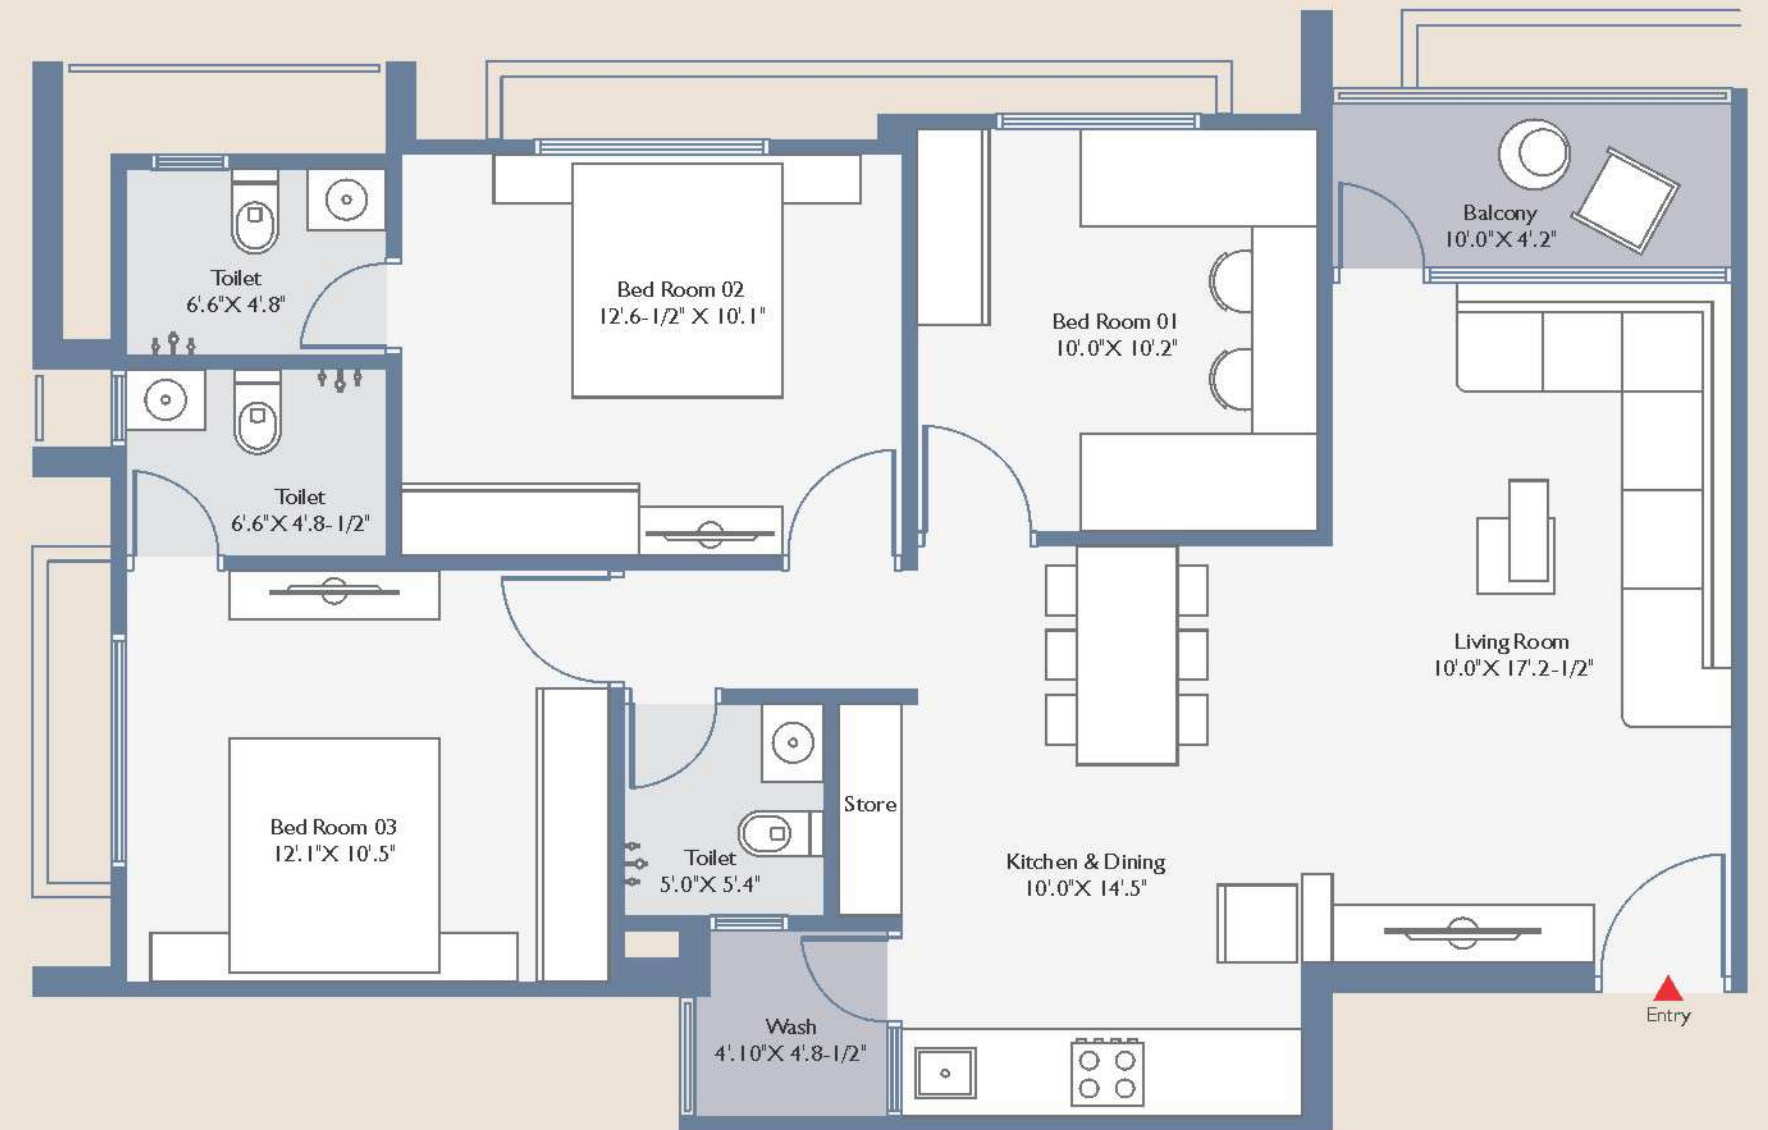 Balcony
10'.0"X 4'.2"
Toilet
6'.6"X 4'.8"
Bed Room 02
12'.6-1/2" X 10'.1"
Bed Room 01
10'.0"X 10'.2"
Toilet
6'.6"X 4'.8-1/2"
Living Room
10'.0"X 17'.2-1/2"
Bed Room 03
12'.1"X 10'.5"
Store
Toilet
5'.0"X 5'.4"
Kitchen & Dining
10'.0"X 14'.5"
Wash
4'.10"X 4'.8-1/2"
Entry